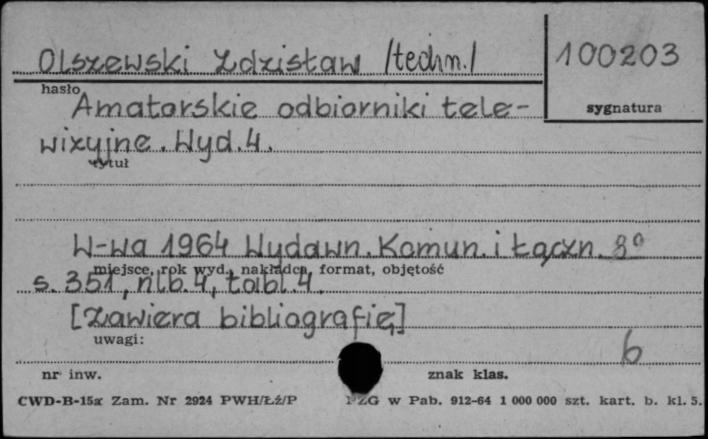 Olszewski Zdzisław /techn./
100203
hasło
sygnatura
Amatorskie odbiorniki tele-
wizyjne. Wyd. 4.
tytuł
W-wa 1964 Wydawn. Komun. i Łączn. 8°
miejsce, rok wyd., nakładca, format, objętość
s. 351, nlb. 4, tabl. 4.
[Zawiera bibliografię]
uwagi:
6
nr inw.
znak klas.
CWD-B-15a Zam. Nr 2924 PWH/Łź/P PZG w Pab. 912-64 1 000 000 szt. kart. b. kl. 5.